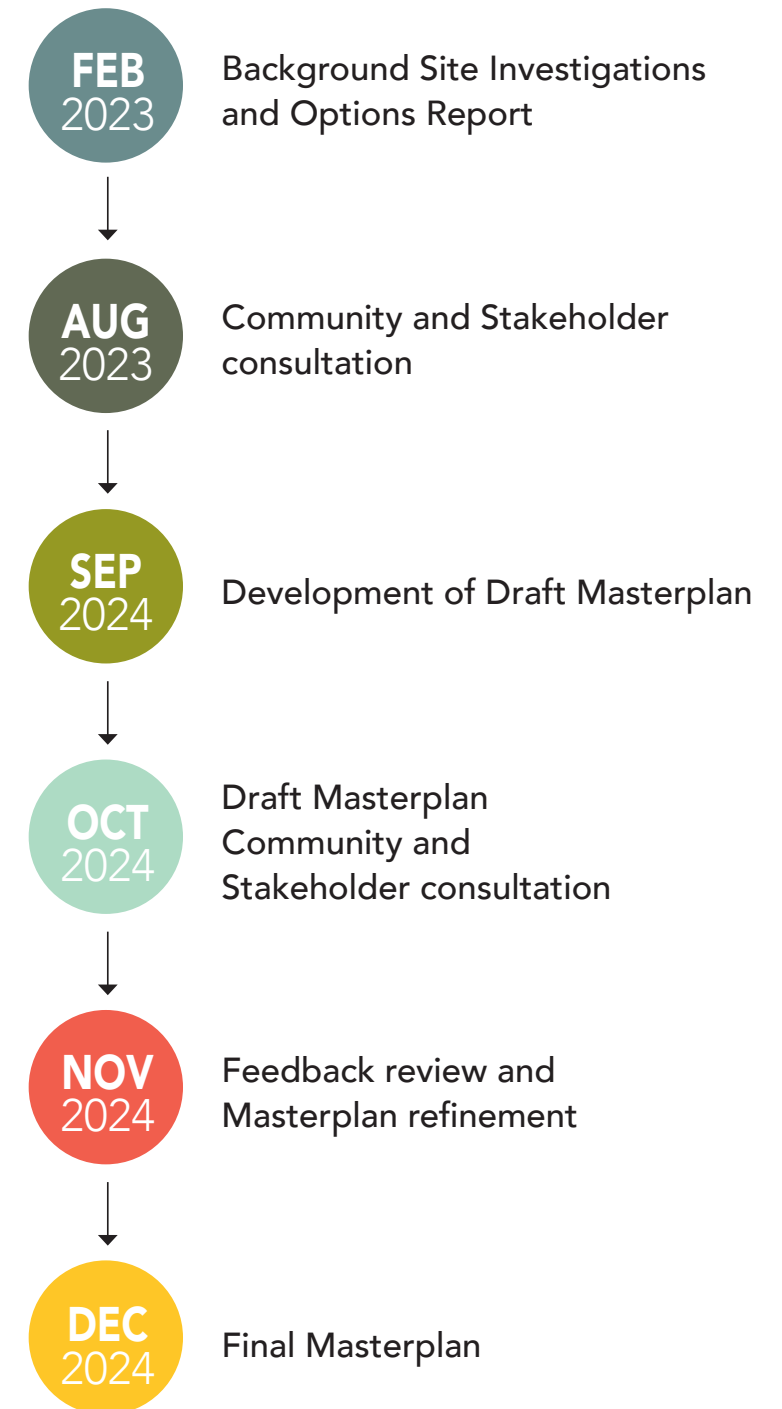 FEB
2023
Background Site Investigations
and Options Report
AUG
2023
Community and Stakeholder
consultation
SEP
2024
Development of Draft Masterplan
OCT
2024
Draft Masterplan
Community and
Stakeholder consultation
NOV
2024
Feedback review and
Masterplan refinement
DEC
2024
Final Masterplan